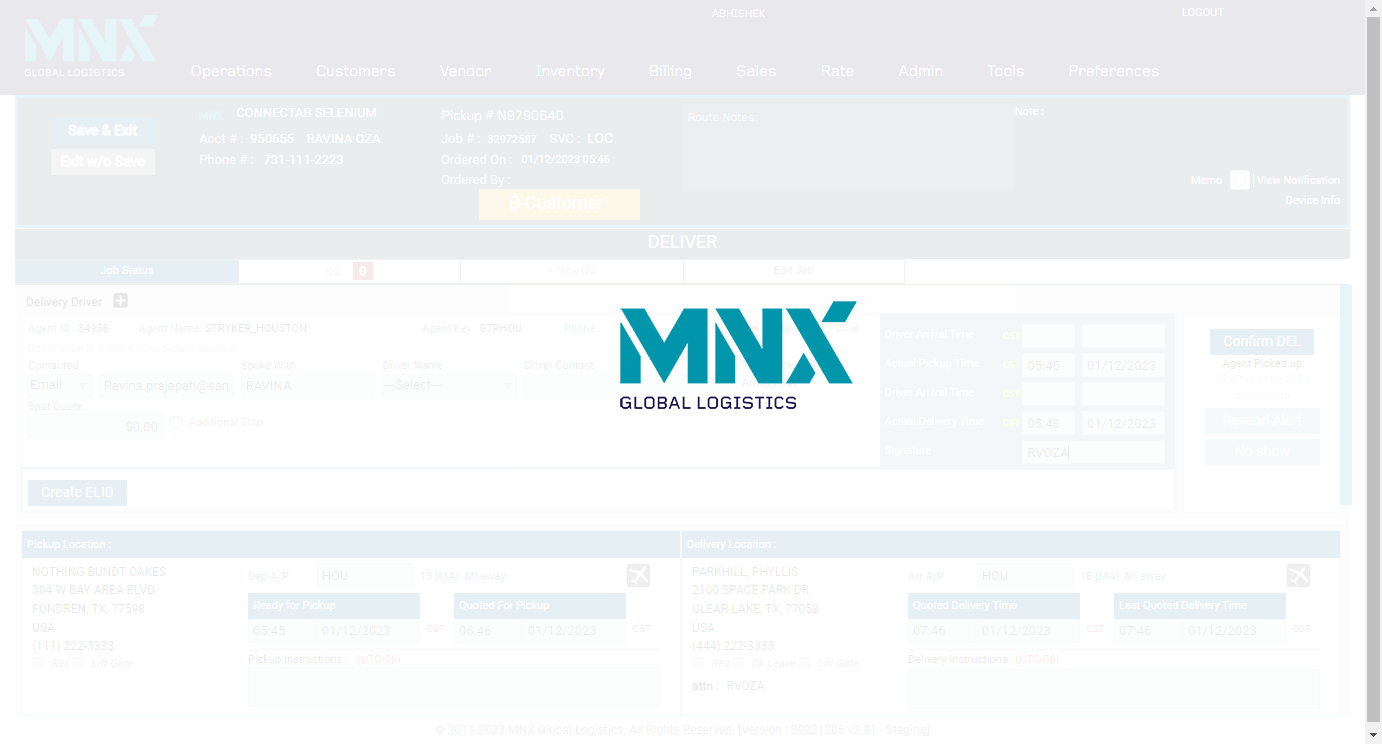 ABHISHEK
LOGOUT
MNX
GLOBAL LOGISTICS
Operations Customers Vendor Inventory Billing Sales Rate Admin Tools Preferences
Save & Exit
Exit w/o Save
MNX CONNECTAB SELENIUM
Acct # : 950655 RAVINA OZA
Phone # : 731-111-2223
Pickup # N9790640
Job # : 32972587 SVC : LOC
Ordered On : 01/12/2023 05:46
Ordered By :
B-Customer
Route Notes :
Note :
Memo | View Notification
Device Info
DELIVER
Job Status QC 0 + New QC Edit Job
Delivery Driver
Agent ID : 34936 Agent Name: STRYKER_HOUSTON Agent Key : STRHOU Phone :
Contacted Spoke With Driver Name Driver Contact
Email Ravina.prajapati@san RAVINA ---Select---
Spot Quote
$0.00 Additional Stop
MNX
GLOBAL LOGISTICS
Driver Arrival Time CST
Actual Pickup Time CST 05:45 01/12/2023
Driver Arrival Time CST
Actual Delivery Time CST 05:48 01/12/2023
Signature RVOZA
Confirm DEL
Agent Picked up
Resend Alert
No-show
Create ELID
Pickup Location :
NOTHING BUNDT CAKES
304 W BAY AREA BLVD.
FONDREN, TX, 77598
USA
(111) 222-3333
Res Lift Gate
Dep A/P HOU 13 (MA) MI away
Ready for Pickup Quoted For Pickup
05:45 01/12/2023 CST 06:46 01/12/2023 CST
Pickup Instructions : (UTC-06)
Delivery Location :
PARKHILL, PHYLLIS
2100 SPACE PARK DR.
CLEAR LAKE, TX, 77058
USA
(444) 222-3333
Res Ok Leave Lift Gate
attn : RVOZA
Arr A/P HOU 18 (MA) MI away
Quoted Delivery Time Last Quoted Delivery Time
07:46 01/12/2023 CST 07:46 01/12/2023 CST
Delivery Instructions : (UTC-06)
© 2011-2023 MNX Global Logistics. All Rights Reserved. [Version : 20221205 v2.31 - Staging]